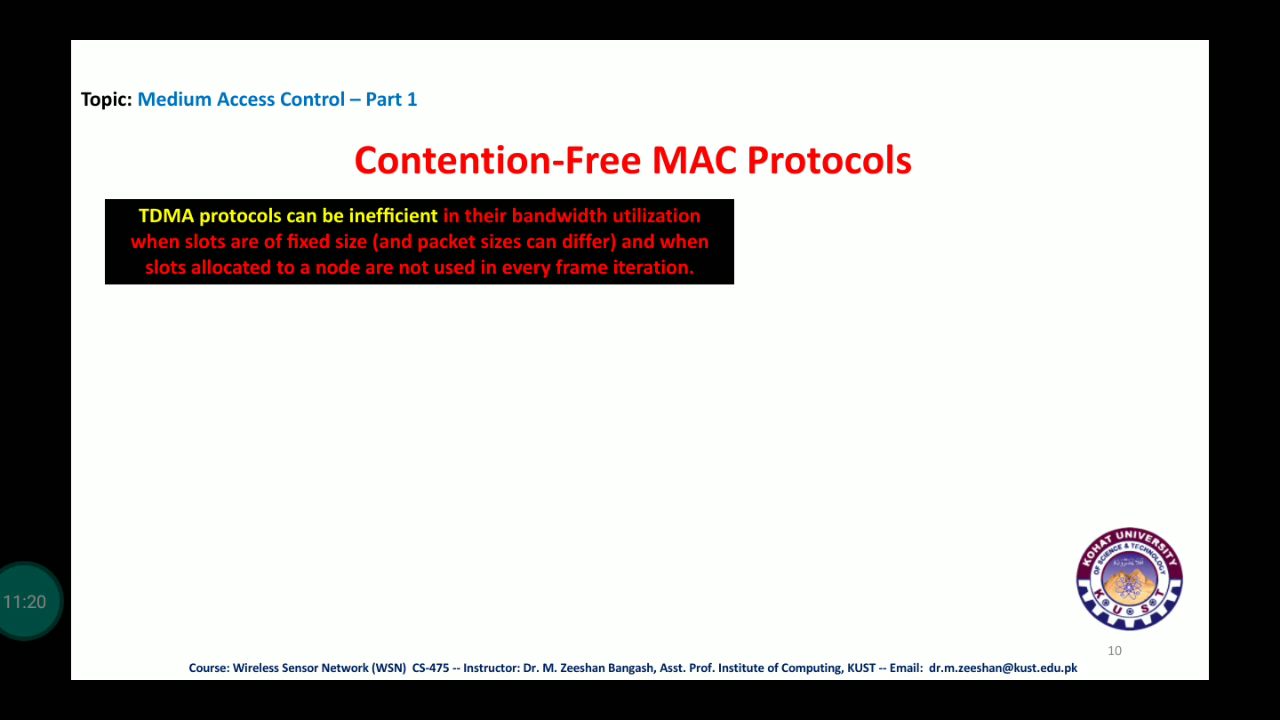 Topic: Medium Access Control – Part 1
Contention-Free MAC Protocols
TDMA protocols can be inefficient in their bandwidth utilization
when slots are of fixed size (and packet sizes can differ) and when
slots allocated to a node are not used in every frame iteration.
11:20
KOHAT UNIVERSITY
OF SCIENCE & TECHNOLOGY
K U S T
10
Course: Wireless Sensor Network (WSN) CS-475 -- Instructor: Dr. M. Zeeshan Bangash, Asst. Prof. Institute of Computing, KUST -- Email: dr.m.zeeshan@kust.edu.pk